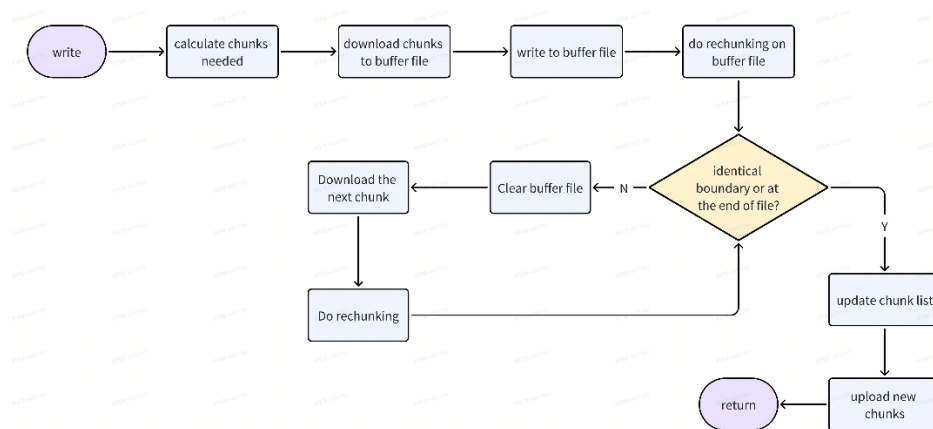 write
calculate chunks
needed
download chunks
to buffer file
write to buffer file
do rechunking on
buffer file
identical
boundary or at
the end of file?
N
Clear buffer file
Download the
next chunk
Y
Do rechunking
update chunk list
return
upload new
chunks